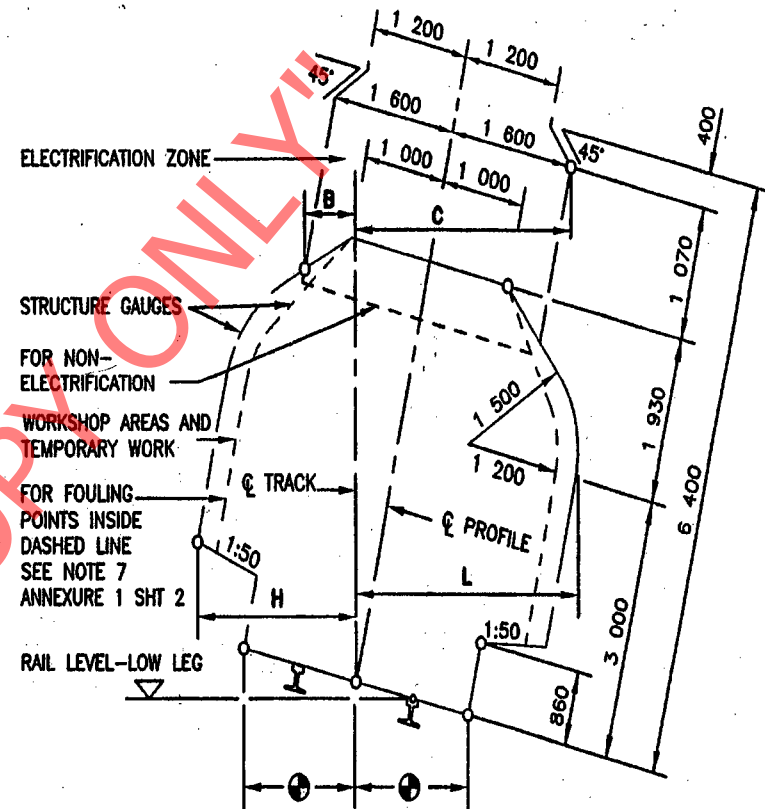 1 200
1 200
45°
1 600
1 600
45°
400
ELECTRIFICATION ZONE
1 000
1 000
B
C
1 070
STRUCTURE GAUGES
FOR NON-
ELECTRIFICATION
1 500
1 930
WORKSHOP AREAS AND
TEMPORARY WORK
1 200
6 400
℄ TRACK
FOR FOULING
POINTS INSIDE
DASHED LINE
SEE NOTE 7
ANNEXURE 1 SHT 2
℄ PROFILE
1:50
H
L
1:50
3 000
RAIL LEVEL-LOW LEG
860
OPY ONLY"